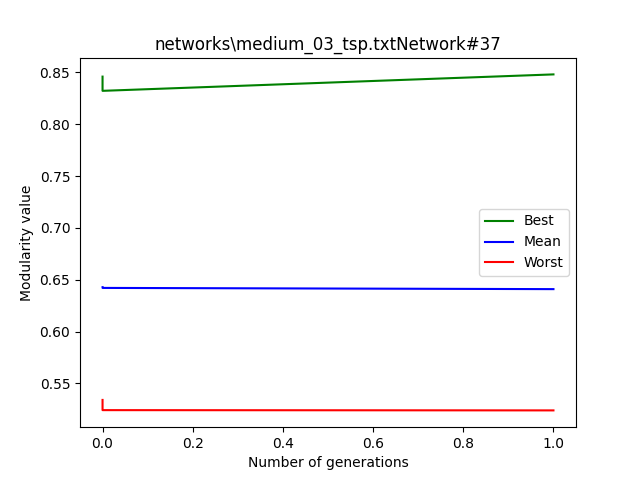 networks\medium_03_tsp.txtNetwork#37
Modularity value
0.85
0.80
0.75
0.70
0.65
0.60
0.55
Best
Mean
Worst
0.0 0.2 0.4 0.6 0.8 1.0
Number of generations